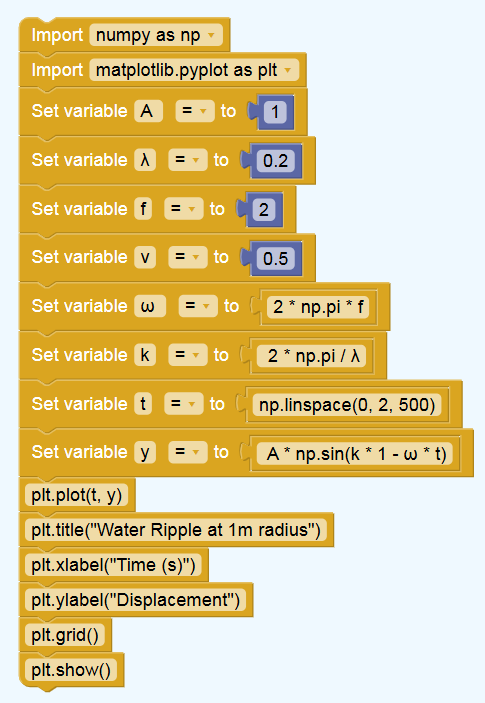 Import numpy as np
Import matplotlib.pyplot as plt
Set variable A = to 1
Set variable λ = to 0.2
Set variable f = to 2
Set variable v = to 0.5
Set variable ω = to 2 * np.pi * f
Set variable k = to 2 * np.pi / λ
Set variable t = to np.linspace(0, 2, 500)
Set variable y = to A * np.sin(k * 1 - ω * t)
plt.plot(t, y)
plt.title("Water Ripple at 1m radius")
plt.xlabel("Time (s)")
plt.ylabel("Displacement")
plt.grid()
plt.show()